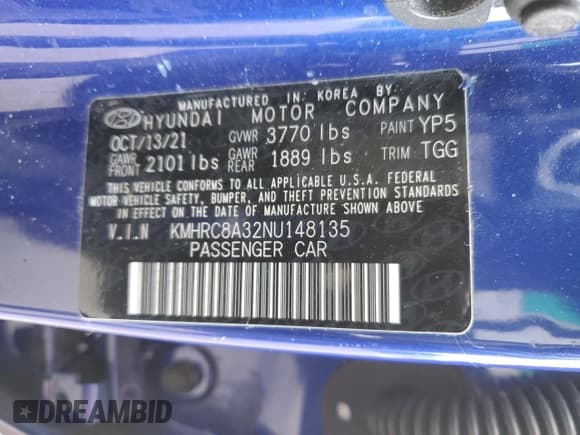 MANUFACTURED IN KOREA BY
HYUNDAI MOTOR COMPANY
OCT/13/21 GVWR 3770 lbs PAINT YP5
GAWR FRONT 2101 lbs GAWR REAR 1889 lbs TRIM TGG
THIS VEHICLE CONFORMS TO ALL APPLICABLE U.S.A. FEDERAL
MOTOR VEHICLE SAFETY, BUMPER, AND THEFT PREVENTION STANDARDS
IN EFFECT ON THE DATE OF MANUFACTURE SHOWN ABOVE
V.I.N KMHRC8A32NU148135
PASSENGER CAR
DREAMBID